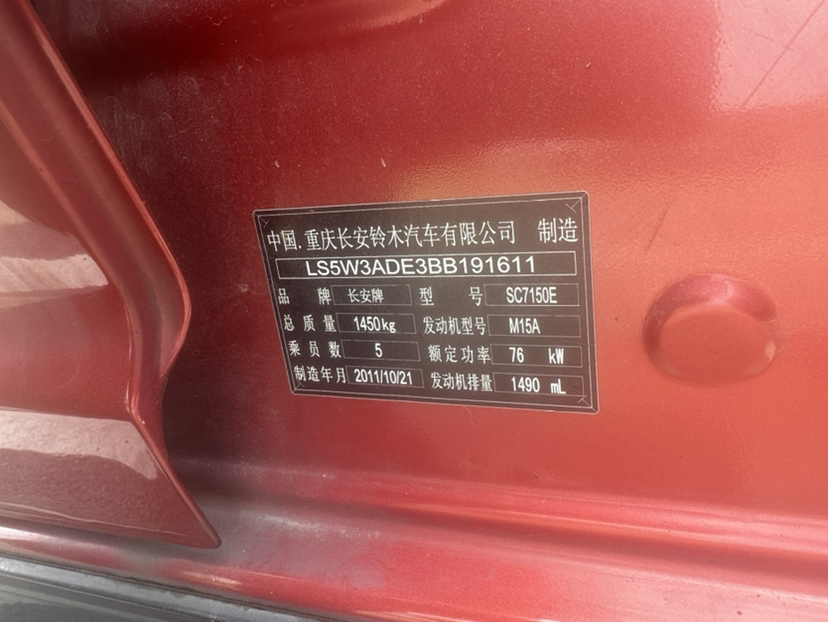 中国.重庆长安铃木汽车有限公司 制造
LS5W3ADE3BB191611
品 牌 长安牌 型 号 SC7150E
总 质 量 1450kg 发动机型号 M15A
乘 员 数 5 额定功率 76 kW
制造年月 2011/10/21 发动机排量 1490 mL